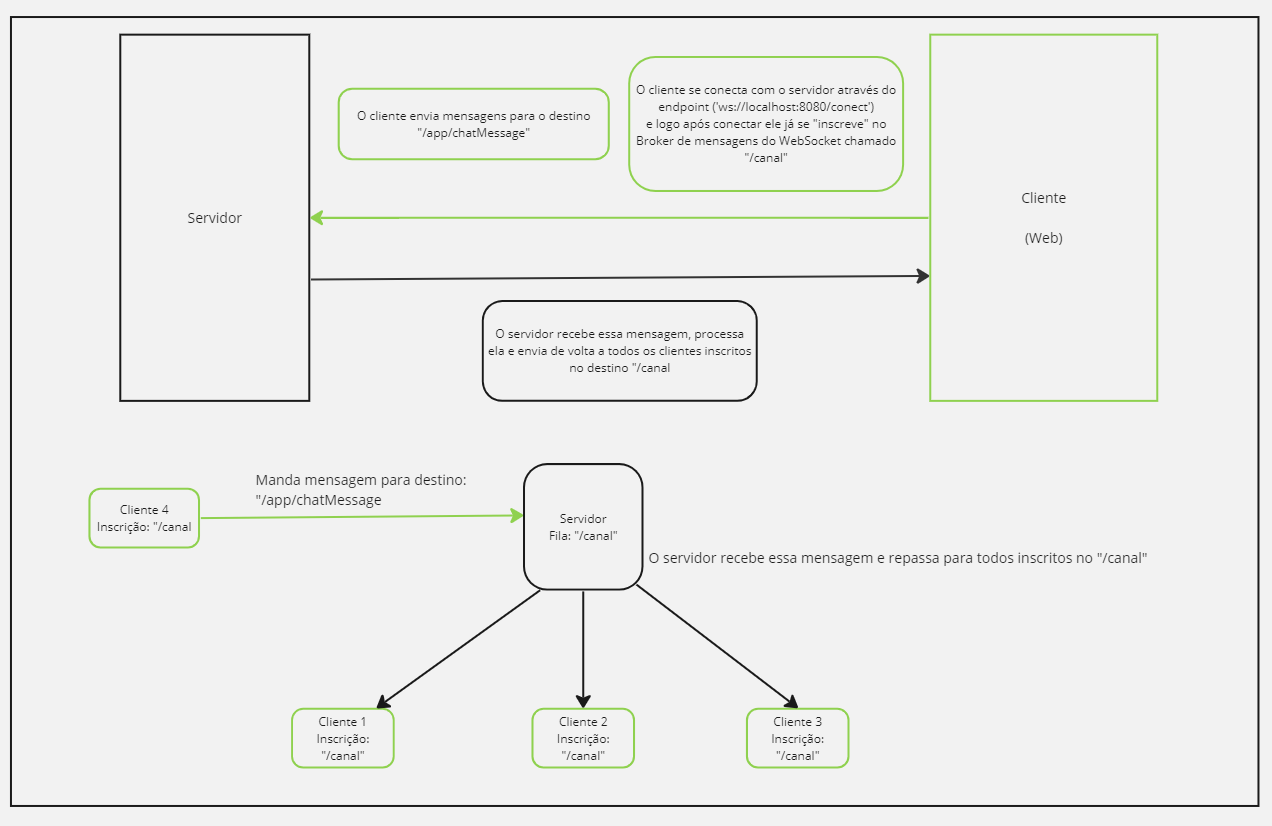 O cliente se conecta com o servidor através do
endpoint ('ws://localhost:8080/conect')
e logo após conectar ele já se "inscreve" no
Broker de mensagens do WebSocket chamado
"/canal"
O cliente envia mensagens para o destino
"/app/chatMessage"
Servidor
Cliente
(Web)
O servidor recebe essa mensagem, processa
ela e envia de volta a todos os clientes inscritos
no destino "/canal
Manda mensagem para destino:
"/app/chatMessage
Cliente 4
Inscrição: "/canal
Servidor
Fila: "/canal"
O servidor recebe essa mensagem e repassa para todos inscritos no "/canal"
Cliente 1
Inscrição:
"/canal"
Cliente 2
Inscrição:
"/canal"
Cliente 3
Inscrição:
"/canal"